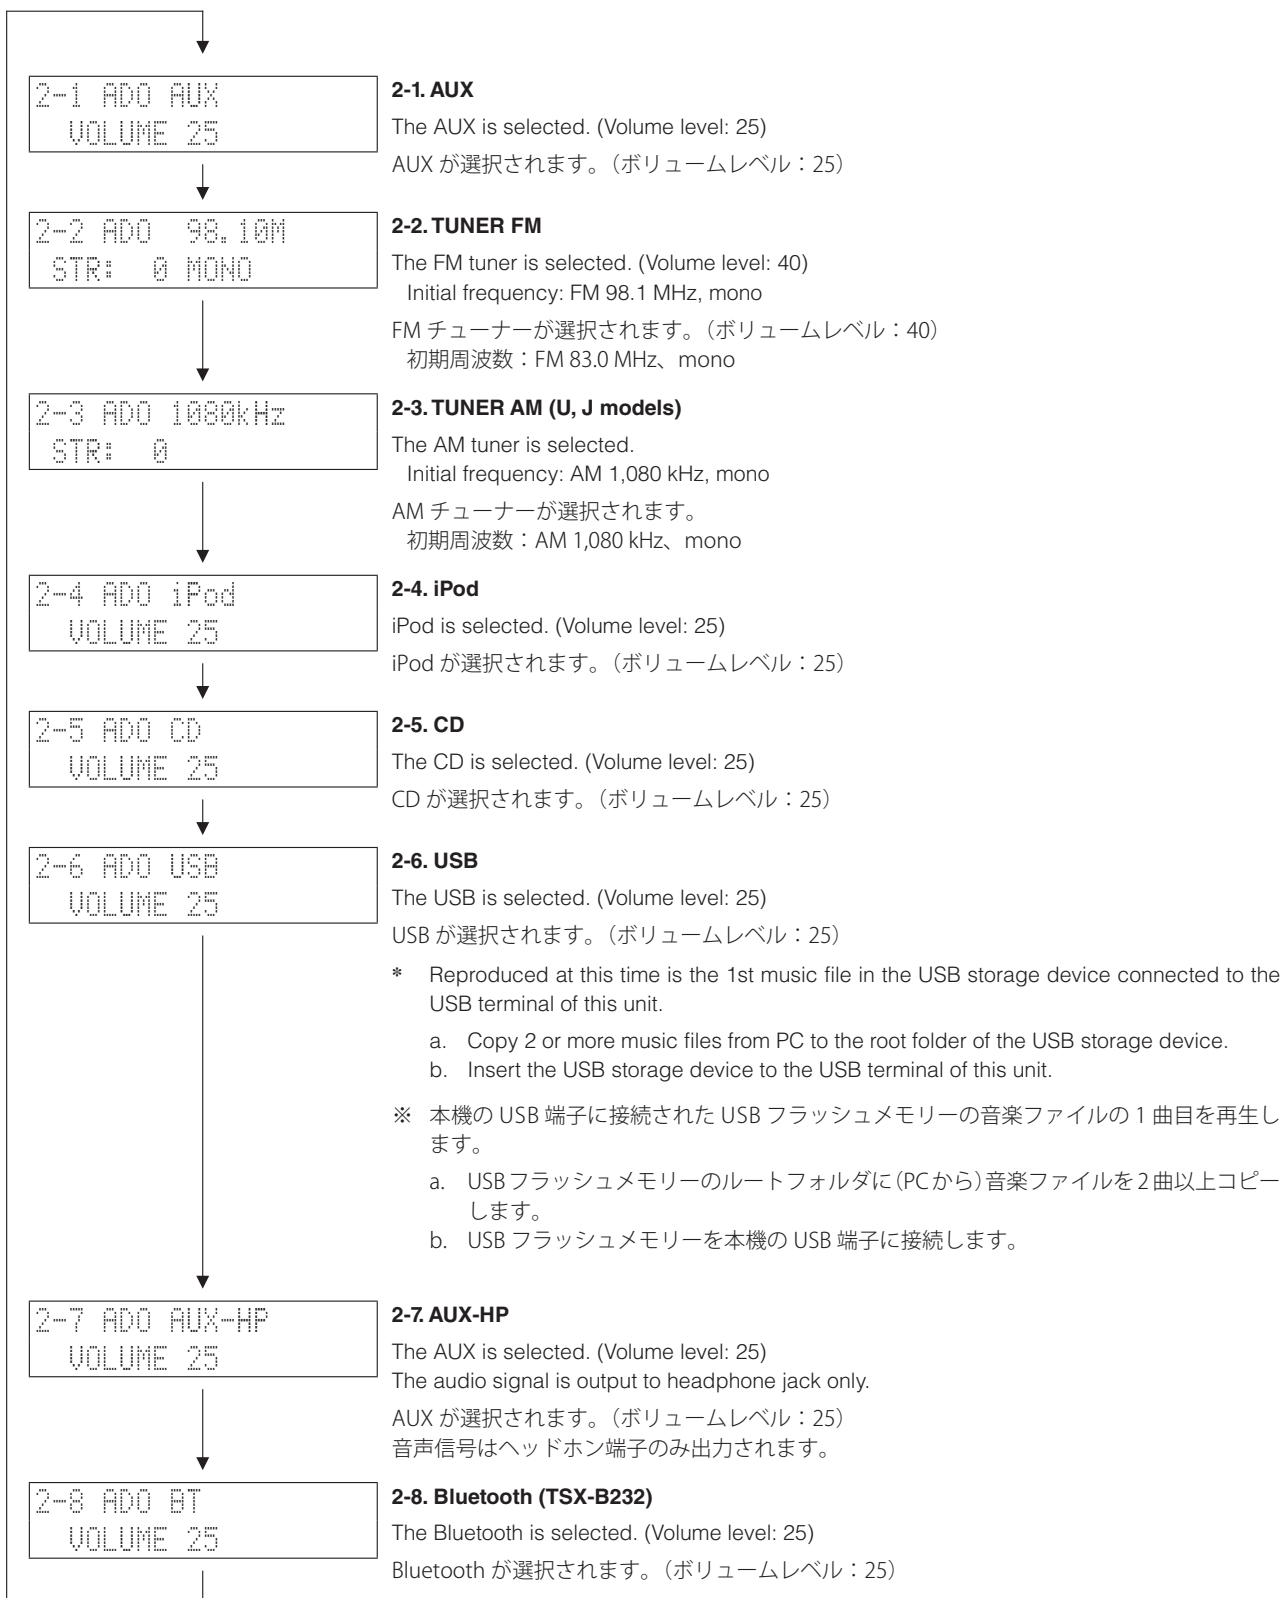 2-1 ADO AUX
VOLUME 25
2-1. AUX
The AUX is selected. (Volume level: 25)
AUX が選択されます。（ボリュームレベル：25）
2-2 ADO 98.10M
STR: 0 MONO
2-2. TUNER FM
The FM tuner is selected. (Volume level: 40)
Initial frequency: FM 98.1 MHz, mono
FM チューナーが選択されます。（ボリュームレベル：40）
初期周波数：FM 83.0 MHz、mono
2-3 ADO 1080kHz
STR: 0
2-3. TUNER AM (U, J models)
The AM tuner is selected.
Initial frequency: AM 1,080 kHz, mono
AM チューナーが選択されます。
初期周波数：AM 1,080 kHz、mono
2-4 ADO iPod
VOLUME 25
2-4. iPod
iPod is selected. (Volume level: 25)
iPod が選択されます。（ボリュームレベル：25）
2-5 ADO CD
VOLUME 25
2-5. CD
The CD is selected. (Volume level: 25)
CD が選択されます。（ボリュームレベル：25）
2-6 ADO USB
VOLUME 25
2-6. USB
The USB is selected. (Volume level: 25)
USB が選択されます。（ボリュームレベル：25）
* Reproduced at this time is the 1st music file in the USB storage device connected to the
USB terminal of this unit.
a. Copy 2 or more music files from PC to the root folder of the USB storage device.
b. Insert the USB storage device to the USB terminal of this unit.
※ 本機の USB 端子に接続された USB フラッシュメモリーの音楽ファイルの 1 曲目を再生し
ます。
a. USB フラッシュメモリーのルートフォルダに（PC から）音楽ファイルを 2 曲以上コピー
します。
b. USB フラッシュメモリーを本機の USB 端子に接続します。
2-7 ADO AUX-HP
VOLUME 25
2-7. AUX-HP
The AUX is selected. (Volume level: 25)
The audio signal is output to headphone jack only.
AUX が選択されます。（ボリュームレベル：25）
音声信号はヘッドホン端子のみ出力されます。
2-8 ADO BT
VOLUME 25
2-8. Bluetooth (TSX-B232)
The Bluetooth is selected. (Volume level: 25)
Bluetooth が選択されます。（ボリュームレベル：25）